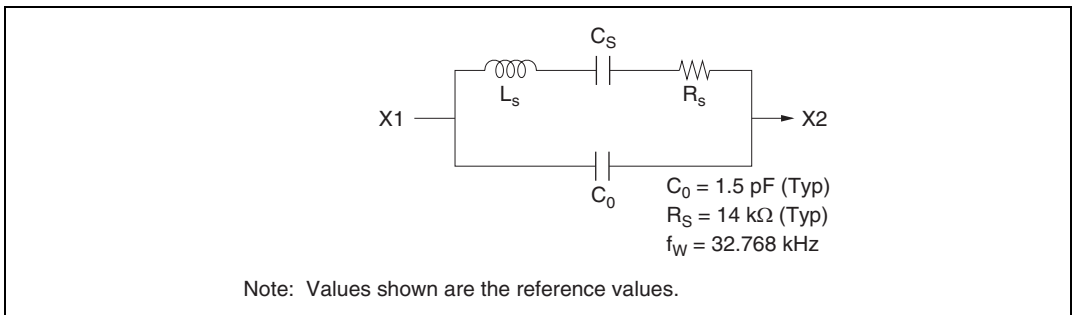 C_S
L_s
R_s
X1
X2
C_0
C_0 = 1.5 pF (Typ)
R_S = 14 kΩ (Typ)
f_W = 32.768 kHz
Note: Values shown are the reference values.